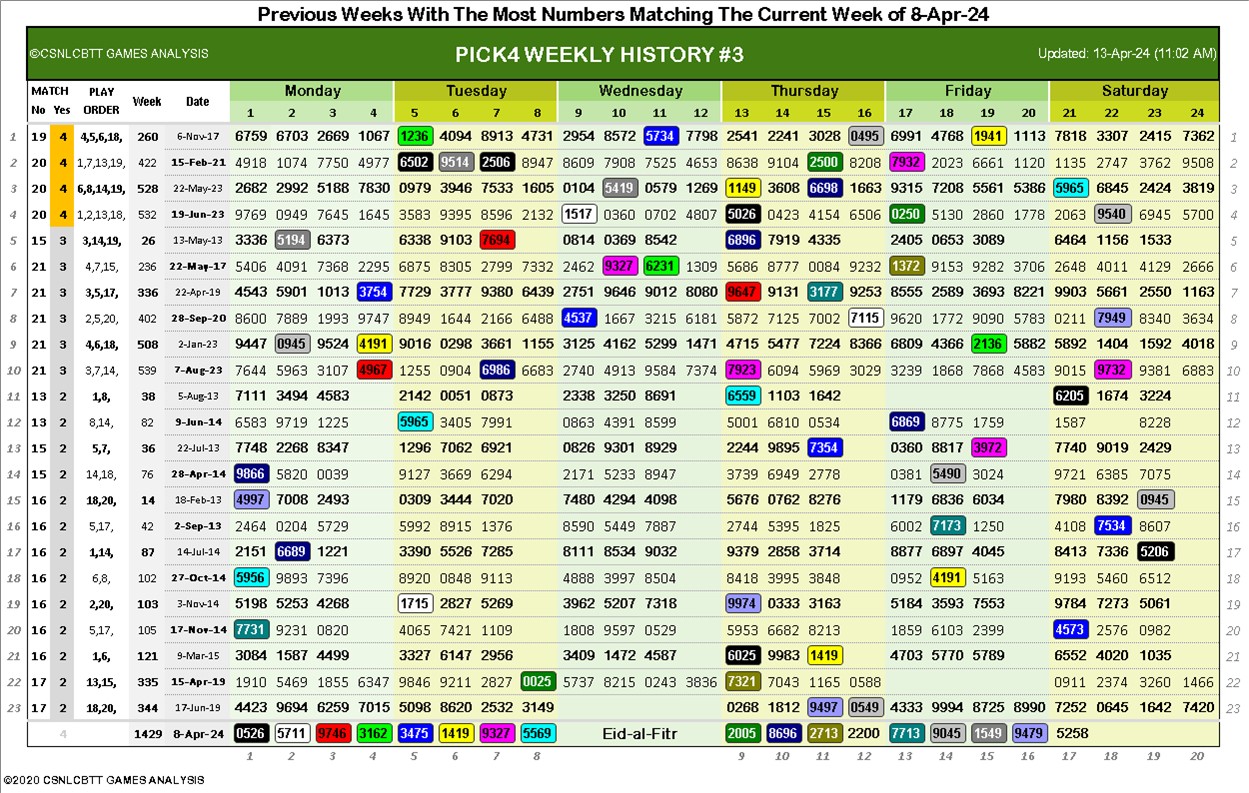 Previous Weeks With The Most Numbers Matching The Current Week of 8-Apr-24
©CSNLCBTT GAMES ANALYSIS PICK4 WEEKLY HISTORY #3 Updated: 13-Apr-24 (11:02 AM)
MATCH PLAY Week Date Monday Tuesday Wednesday Thursday Friday Saturday
No Yes ORDER 1 2 3 4 5 6 7 8 9 10 11 12 13 14 15 16 17 18 19 20 21 22 23 24
1 19 4 4,5,6,18, 260 6-Nov-17 6759 6703 2669 1067 1236 4094 8913 4731 2954 8572 5734 7798 2541 2241 3028 0495 6991 4768 1941 1113 7818 3307 2415 7362 1
2 20 4 1,7,13,19, 422 15-Feb-21 4918 1074 7750 4977 6502 9514 2506 8947 8609 7908 7525 4653 8638 9104 2500 8208 7932 2023 6661 1120 1135 2747 3762 9508 2
3 20 4 6,8,14,19, 528 22-May-23 2682 2992 5188 7830 0979 3946 7533 1605 0104 5419 0579 1269 1149 3608 6698 1663 9315 7208 5561 5386 5965 6845 2424 3819 3
4 20 4 1,2,13,18, 532 19-Jun-23 9769 0949 7645 1645 3583 9395 8596 2132 1517 0360 0702 4807 5026 0423 4154 6506 0250 5130 2860 1778 2063 9540 6945 5700 4
5 15 3 3,14,19, 26 13-May-13 3336 5194 6373 6338 9103 7694 0814 0369 8542 6896 7919 4335 2405 0653 3089 6464 1156 1533 5
6 21 3 4,7,15, 236 22-May-17 5406 4091 7368 2295 6875 8305 2799 7332 2462 9327 6231 1309 5686 8777 0084 9232 1372 9153 9282 3706 2648 4011 4129 2666 6
7 21 3 3,5,17, 336 22-Apr-19 4543 5901 1013 3754 7729 3777 9380 6439 2751 9646 9012 8080 9647 9131 3177 9253 8555 2589 3693 8221 9903 5661 2550 1163 7
8 21 3 2,5,20, 402 28-Sep-20 8600 7889 1993 9747 8949 1644 2166 6488 4537 1667 3215 6181 5872 7125 7002 7115 9620 1772 9090 5783 0211 7949 8340 3634 8
9 21 3 4,6,18, 508 2-Jan-23 9447 0945 9524 4191 9016 0298 3661 1155 3125 4162 5299 1471 4715 5477 7224 8366 6809 4366 2136 5882 5892 1404 1592 4018 9
10 21 3 3,7,14, 539 7-Aug-23 7644 5963 3107 4967 1255 0904 6986 6683 2740 4913 9584 7374 7923 6094 5969 3029 3239 1868 7868 4583 9015 9732 9381 6883 10
11 13 2 1,8, 38 5-Aug-13 7111 3494 4583 2142 0051 0873 2338 3250 8691 6559 1103 1642 6205 1674 3224 11
12 13 2 8,14, 82 9-Jun-14 6583 9719 1225 5965 3405 7991 0863 4391 8599 5001 6810 0534 6869 8775 1759 1587 8228 12
13 15 2 5,7, 36 22-Jul-13 7748 2268 8347 1296 7062 6921 0826 9301 8929 2244 9895 7354 0360 8817 3972 7740 9019 2429 13
14 15 2 14,18, 76 28-Apr-14 9866 5820 0039 9127 3669 6294 2171 5233 8947 3739 6949 2778 0381 5490 3024 9721 6385 7075 14
15 16 2 18,20, 14 18-Feb-13 4997 7008 2493 0309 3444 7020 7480 4294 4098 5676 0762 8276 1179 6836 6034 7980 8392 0945 15
16 16 2 5,17, 42 2-Sep-13 2464 0204 5729 5992 8915 1376 8590 5449 7887 2744 5395 1825 6002 7173 1250 4108 7534 8607 16
17 16 2 1,14, 87 14-Jul-14 2151 6689 1221 3390 5526 7285 8111 8534 9032 9379 2858 3714 8877 6897 4045 8413 7336 5206 17
18 16 2 6,8, 102 27-Oct-14 5956 9893 7396 8920 0848 9113 4888 3997 8504 8418 3995 3848 0952 4191 5163 9193 5460 6512 18
19 16 2 2,20, 103 3-Nov-14 5198 5253 4268 1715 2827 5269 3962 5207 7318 9974 0333 3163 5184 3593 7553 9784 7273 5061 19
20 16 2 5,17, 105 17-Nov-14 7731 9231 0820 4065 7421 1109 1808 9597 0529 5953 6682 8213 1859 6103 2399 4573 2576 0982 20
21 16 2 1,6, 121 9-Mar-15 3084 1587 4499 3327 6147 2956 3409 1472 4587 6025 9983 1419 4703 5770 5789 6552 4020 1035 21
22 17 2 13,15, 335 15-Apr-19 1910 5469 1855 6347 9846 9211 2827 0025 5737 8215 0243 3836 7321 7043 1165 0588 0911 2374 3260 1466 22
23 17 2 18,20, 344 17-Jun-19 4423 9694 6259 7015 5098 8620 2532 3149 0268 1812 9497 0549 4333 9994 8725 8990 7252 0645 1642 7420 23
4 1429 8-Apr-24 0526 5711 9746 3162 3475 1419 9327 5569 Eid-al-Fitr 2005 8696 2713 2200 7713 9045 1549 9479 5258
1 2 3 4 5 6 7 8 9 10 11 12 13 14 15 16 17 18 19 20
©2020 CSNLCBTT GAMES ANALYSIS